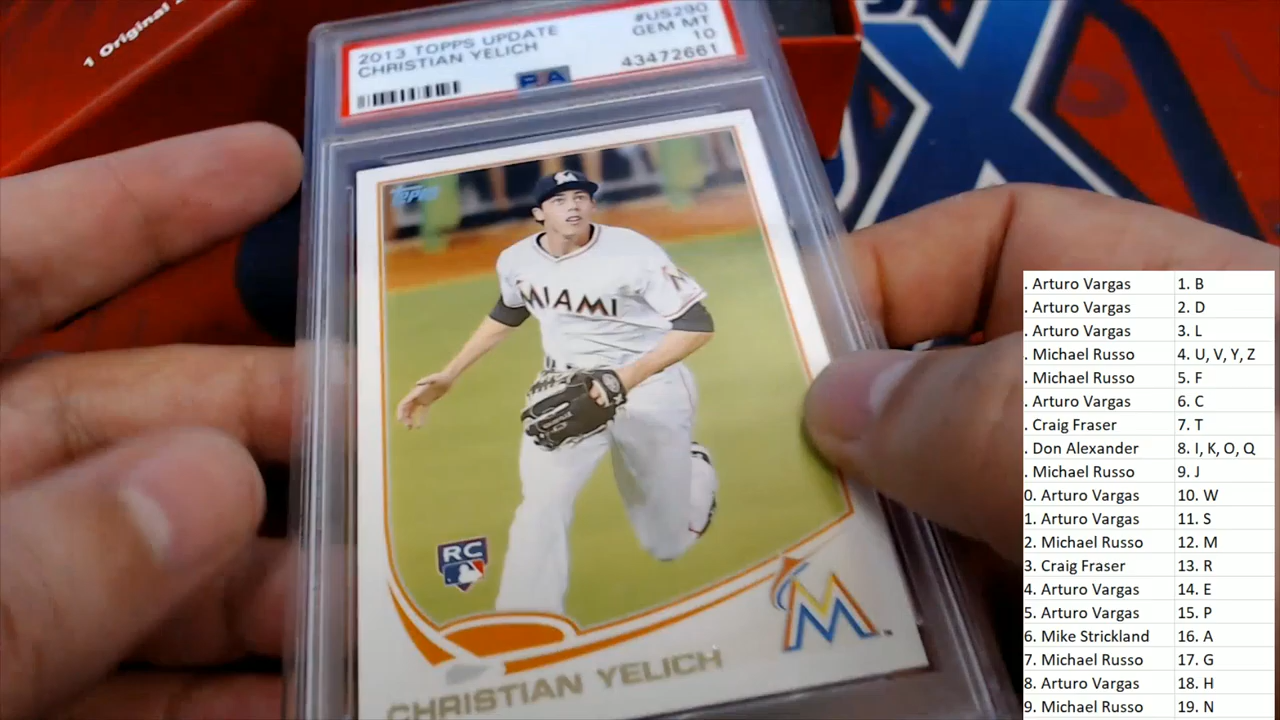 1 Original
2013 TOPPS UPDATE
CHRISTIAN YELICH
#US290
GEM MT
10
43472661
PSA
TOPPS
MIAMI
M
RC
M
CHRISTIAN YELICH
X
. Arturo Vargas 1. B
. Arturo Vargas 2. D
. Arturo Vargas 3. L
. Michael Russo 4. U, V, Y, Z
. Michael Russo 5. F
. Arturo Vargas 6. C
. Craig Fraser 7. T
. Don Alexander 8. I, K, O, Q
. Michael Russo 9. J
0. Arturo Vargas 10. W
1. Arturo Vargas 11. S
2. Michael Russo 12. M
3. Craig Fraser 13. R
4. Arturo Vargas 14. E
5. Arturo Vargas 15. P
6. Mike Strickland 16. A
7. Michael Russo 17. G
8. Arturo Vargas 18. H
9. Michael Russo 19. N